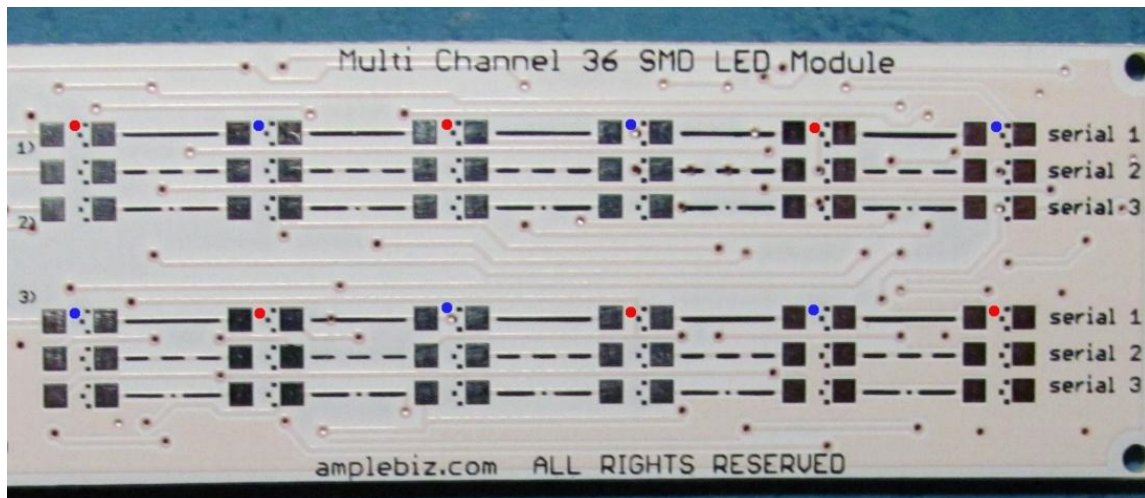 Multi Channel 36 SMD LED Module
1) serial 1
serial 2
2) serial 3
3) serial 1
serial 2
serial 3
amplebiz.com ALL RIGHTS RESERVED